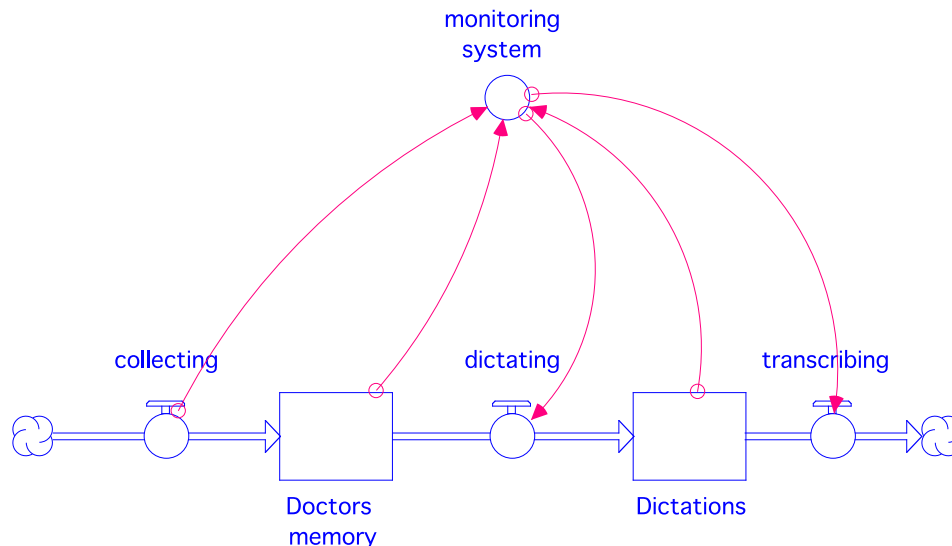 monitoring
system
collecting
dictating
transcribing
Doctors
memory
Dictations